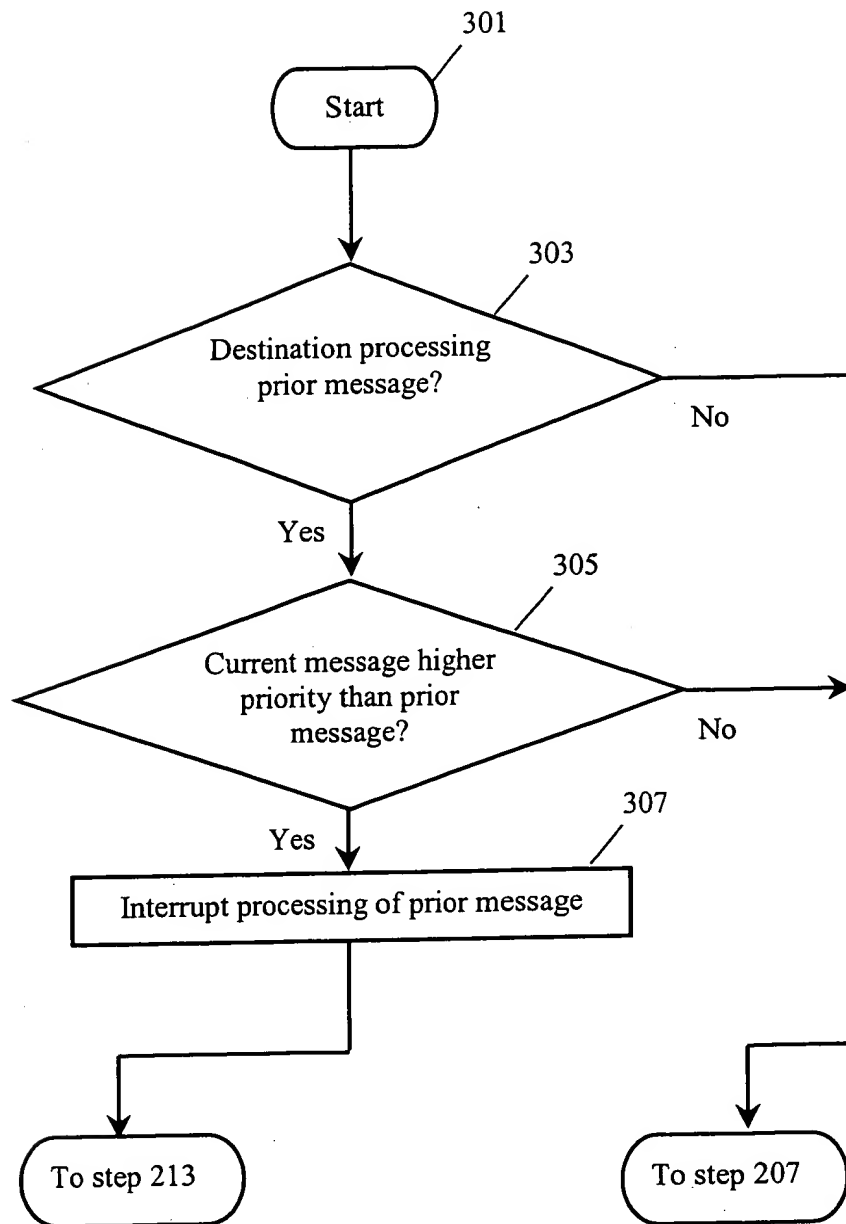 301
Start
303
Destination processing
prior message?
No
Yes
305
Current message higher
priority than prior
message?
No
Yes
307
Interrupt processing of prior message
To step 213
To step 207